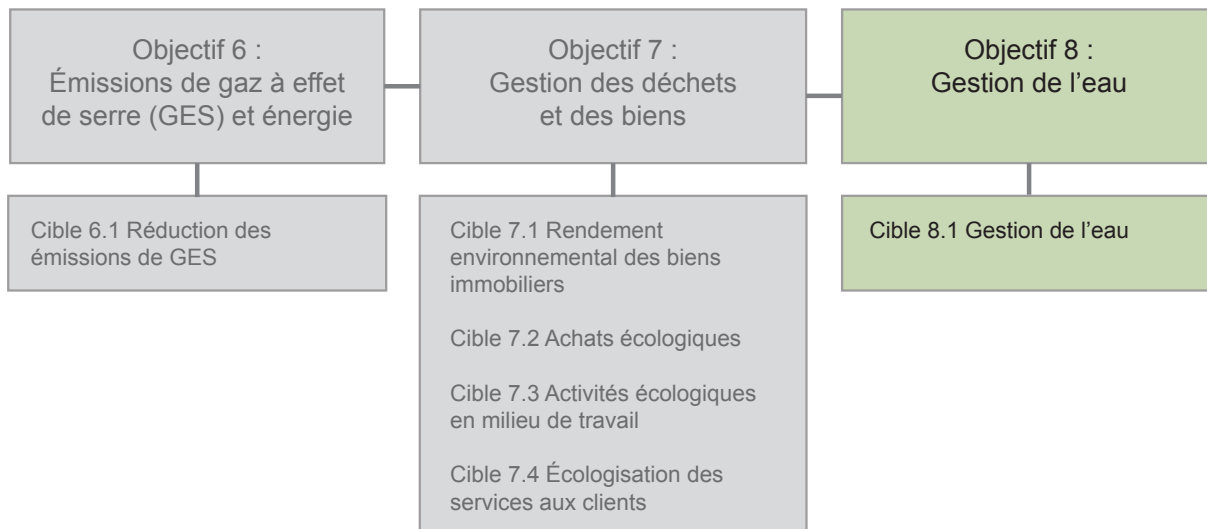 Objectif 6 :
Émissions de gaz à effet
de serre (GES) et énergie
Cible 6.1 Réduction des
émissions de GES
Objectif 7 :
Gestion des déchets
et des biens
Cible 7.1 Rendement
environnemental des biens
immobiliers
Cible 7.2 Achats écologiques
Cible 7.3 Activités écologiques
en milieu de travail
Cible 7.4 Écologisation des
services aux clients
Objectif 8 :
Gestion de l’eau
Cible 8.1 Gestion de l’eau